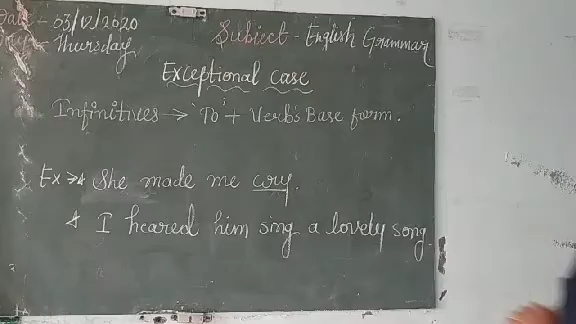 Date - 03/12/2020
Day - Thursday
Subject - English Grammar
Exceptional case
Infinitives → 'To' + Verb's Base form.
Ex → * She made me cry.
* I heared him sing a lovely song.